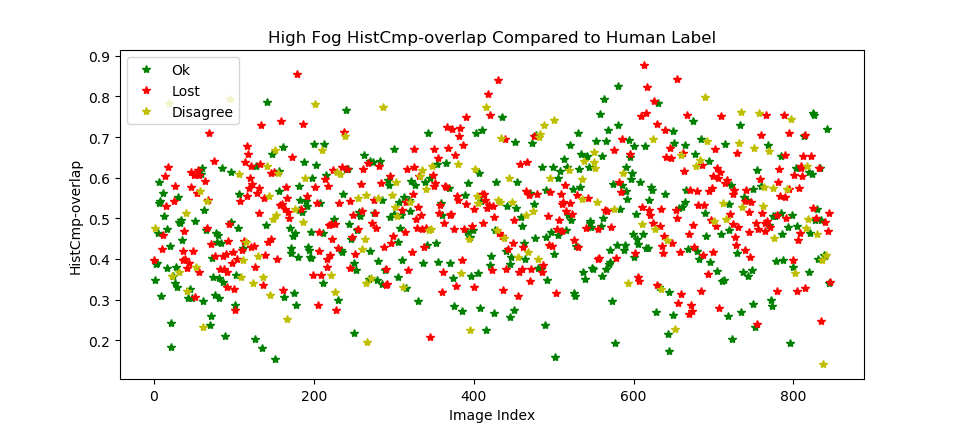 High Fog HistCmp-overlap Compared to Human Label
Ok
Lost
Disagree
HistCmp-overlap
0.9
0.8
0.7
0.6
0.5
0.4
0.3
0.2
0
200
400
600
800
Image Index